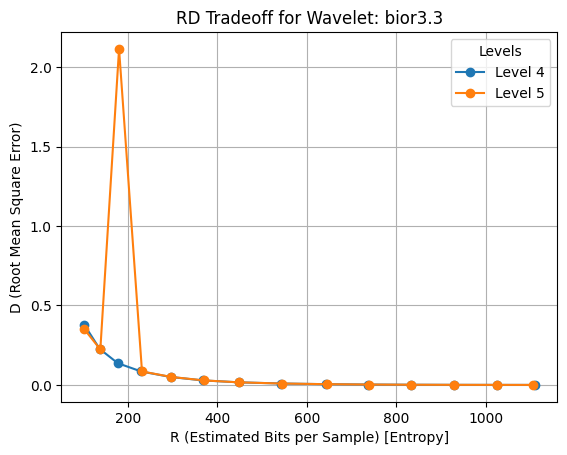 RD Tradeoff for Wavelet: bior3.3
Levels
Level 4
Level 5
D (Root Mean Square Error)
2.0
1.5
1.0
0.5
0.0
200 400 600 800 1000
R (Estimated Bits per Sample) [Entropy]